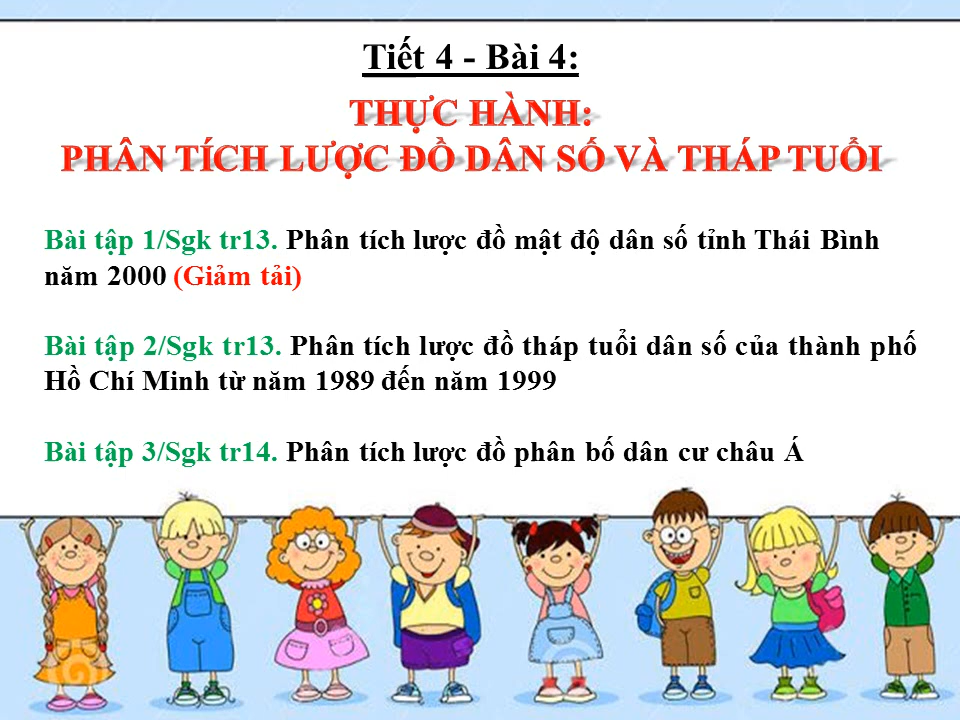 Tiết 4 - Bài 4:
THỰC HÀNH:
PHÂN TÍCH LƯỢC ĐỒ DÂN SỐ VÀ THÁP TUỔI
Bài tập 1/Sgk tr13. Phân tích lược đồ mật độ dân số tỉnh Thái Bình
năm 2000 (Giảm tải)
Bài tập 2/Sgk tr13. Phân tích lược đồ tháp tuổi dân số của thành phố
Hồ Chí Minh từ năm 1989 đến năm 1999
Bài tập 3/Sgk tr14. Phân tích lược đồ phân bố dân cư châu Á